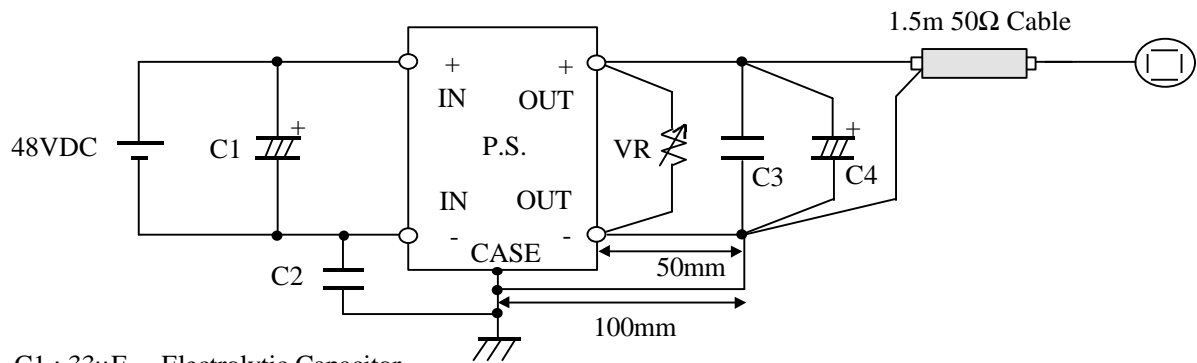 1.5m 50Ω Cable
+ +
IN OUT
48VDC C1 + P.S. VR C3 + C4
IN OUT
- -
CASE
C2 50mm
100mm
C1 : 33μF Electrolytic Capacitor